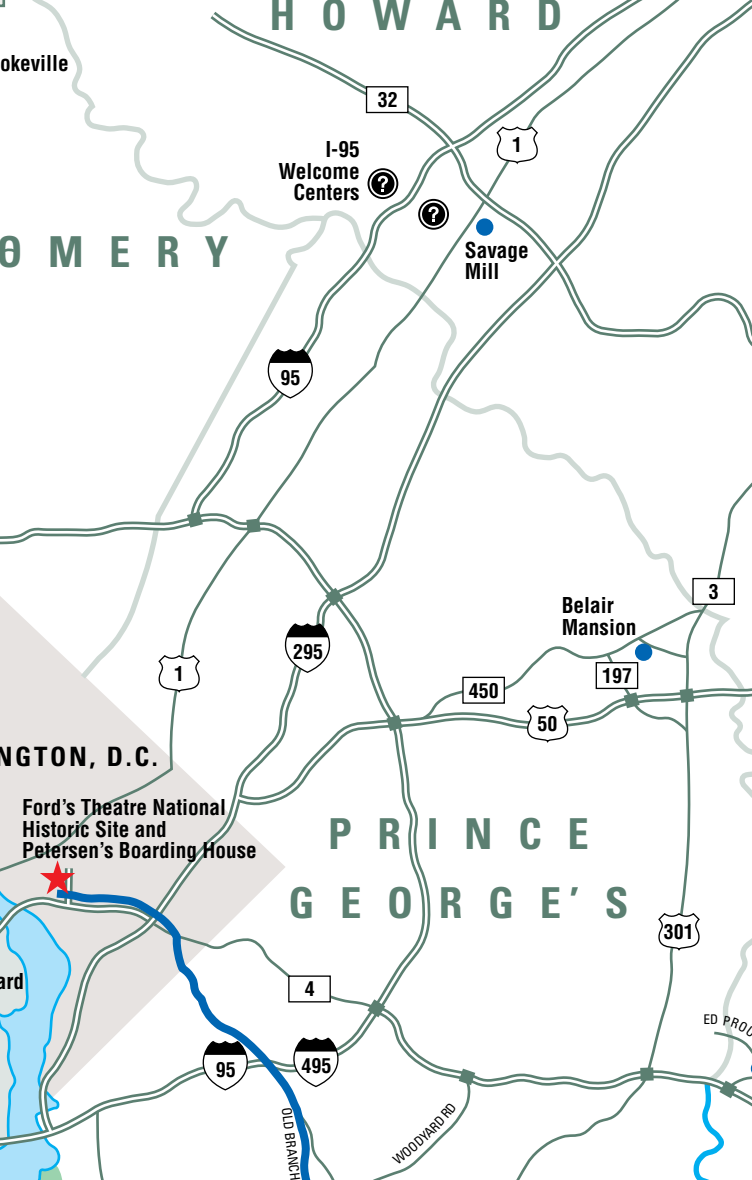 HOWARD
okeville
32
1
I-95
Welcome
Centers
?
?
Savage
Mill
OMERY
95
3
Belair
Mansion
295
197
1
450
50
NGTON, D.C.
Ford's Theatre National
Historic Site and
Petersen's Boarding House
PRINCE
GEORGE'S
301
ard
4
ED PROU
95
495
OLD BRANCH
WOODYARD RD